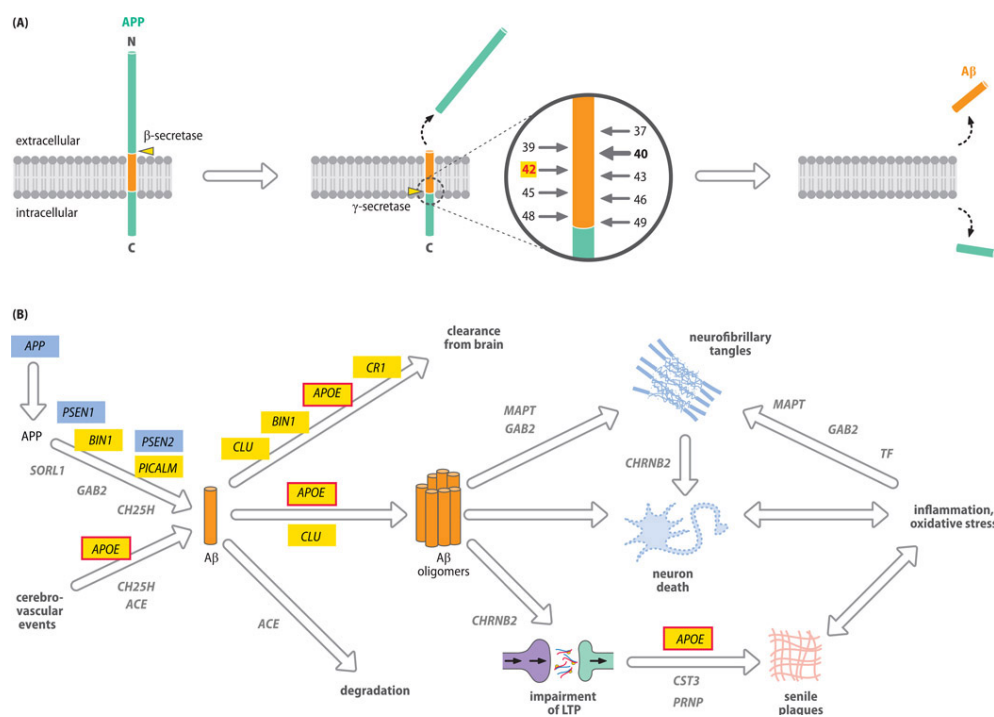 (A)
APP
N
β-secretase
extracellular
intracellular
C
γ-secretase
C
39
42
45
48
37
40
43
46
49
Aβ
(B)
APP
APP
PSEN1
BIN1
PSEN2
PICALM
SORL1
GAB2
CH25H
APOE
CH25H
ACE
cerebro-
vascular
events
Aβ
CLU
BIN1
APOE
CR1
clearance
from brain
APOE
CLU
ACE
degradation
Aβ
oligomers
MAPT
GAB2
neurofibrillary
tangles
CHRNB2
neuron
death
MAPT
GAB2
TF
inflammation,
oxidative stress
CHRNB2
impairment
of LTP
APOE
CST3
PRNP
senile
plaques